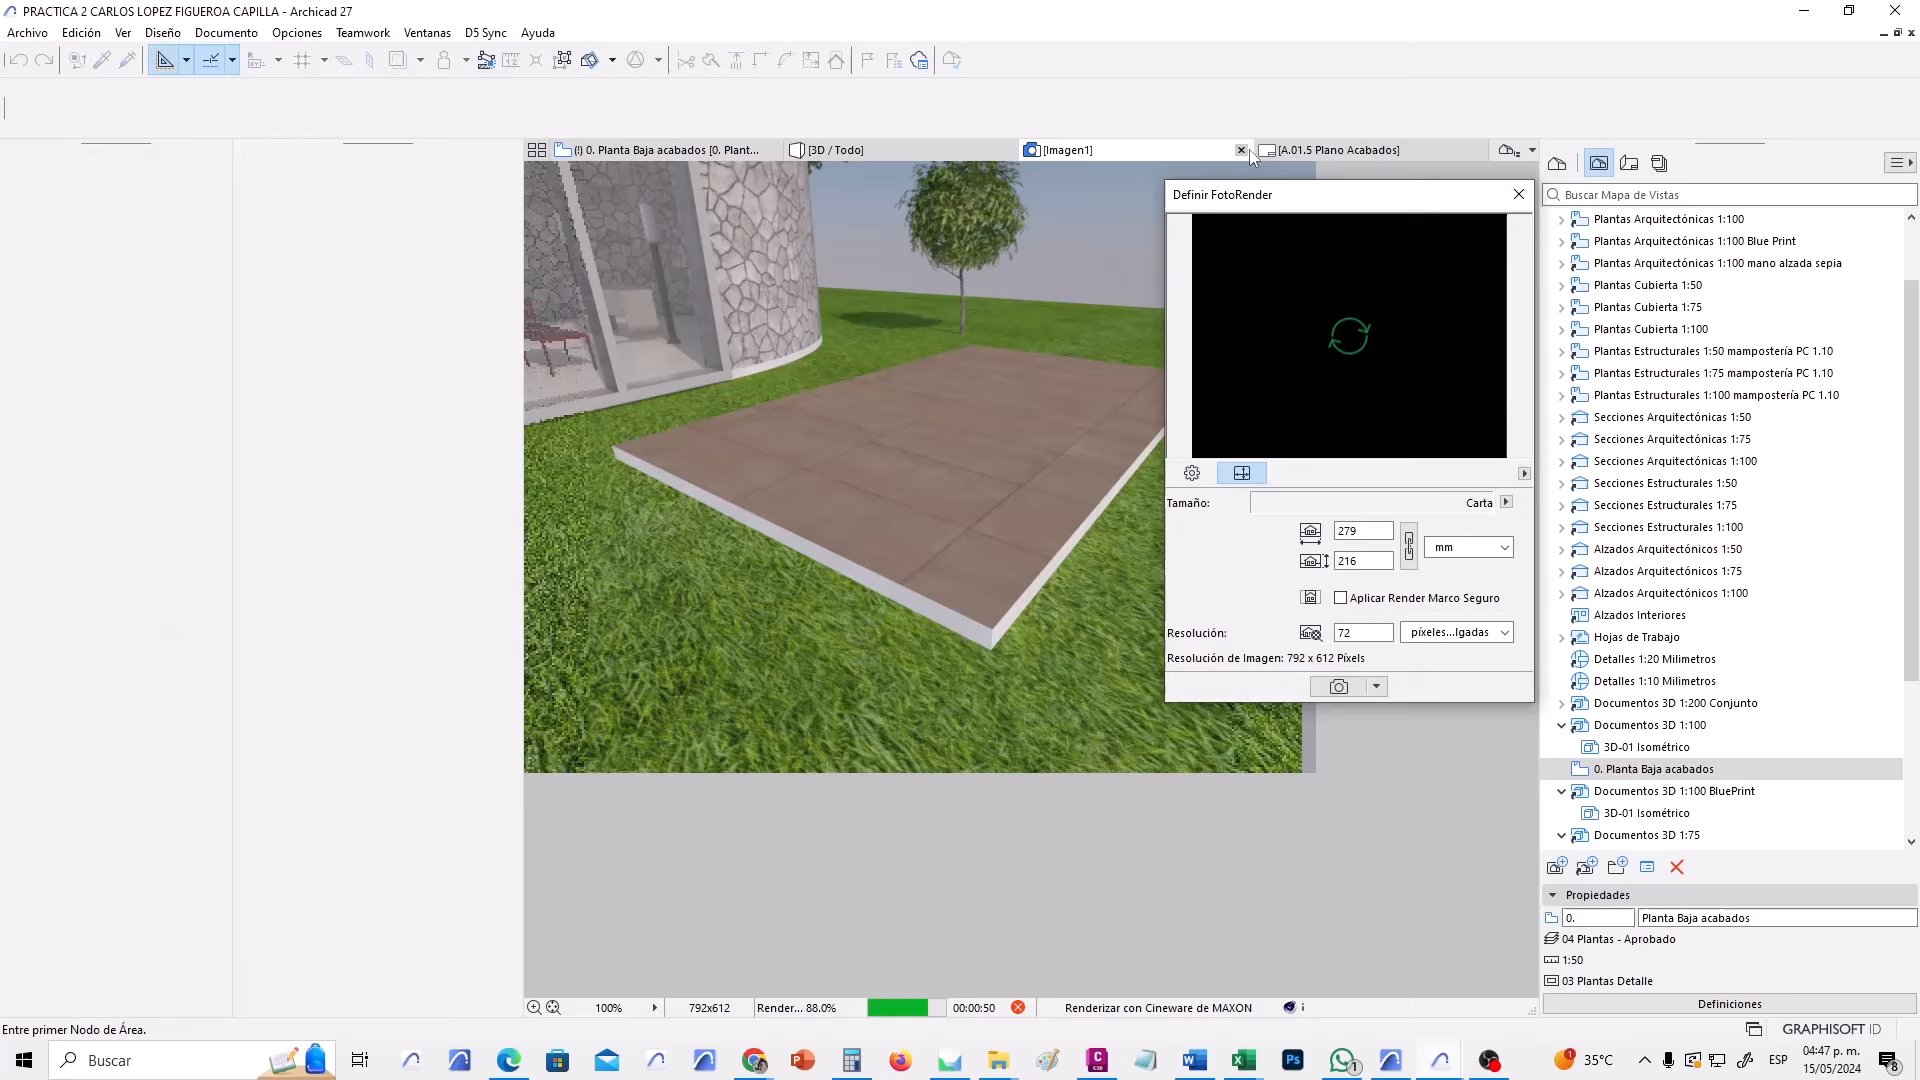 PRACTICA 2 CARLOS LOPEZ FIGUEROA CAPILLA - Archicad 27
Archivo Edición Ver Diseño Documento Opciones Teamwork Ventanas D5 Sync Ayuda
(!) 0. Planta Baja acabados [0. Plant...
[3D / Todo]
[Imagen1]
[A.01.5 Plano Acabados]
Definir FotoRender
Tamaño: Carta
279
mm
216
Aplicar Render Marco Seguro
Resolución: 72 píxeles...lgadas
Resolución de Imagen: 792 x 612 Píxels
Buscar Mapa de Vistas
Plantas Arquitectónicas 1:100
Plantas Arquitectónicas 1:100 Blue Print
Plantas Arquitectónicas 1:100 mano alzada sepia
Plantas Cubierta 1:50
Plantas Cubierta 1:75
Plantas Cubierta 1:100
Plantas Estructurales 1:50 mampostería PC 1.10
Plantas Estructurales 1:75 mampostería PC 1.10
Plantas Estructurales 1:100 mampostería PC 1.10
Secciones Arquitectónicas 1:50
Secciones Arquitectónicas 1:75
Secciones Arquitectónicas 1:100
Secciones Estructurales 1:50
Secciones Estructurales 1:75
Secciones Estructurales 1:100
Alzados Arquitectónicos 1:50
Alzados Arquitectónicos 1:75
Alzados Arquitectónicos 1:100
Alzados Interiores
Hojas de Trabajo
Detalles 1:20 Milimetros
Detalles 1:10 Milimetros
Documentos 3D 1:200 Conjunto
Documentos 3D 1:100
3D-01 Isométrico
0. Planta Baja acabados
Documentos 3D 1:100 BluePrint
3D-01 Isométrico
Documentos 3D 1:75
Propiedades
0. Planta Baja acabados
04 Plantas - Aprobado
1:50
03 Plantas Detalle
Definiciones
100% 792x612 Render... 88.0% 00:00:50 Renderizar con Cineware de MAXON
Entre primer Nodo de Área.
GRAPHISOFT ID
Buscar
35°C
ESP
04:47 p. m.
15/05/2024